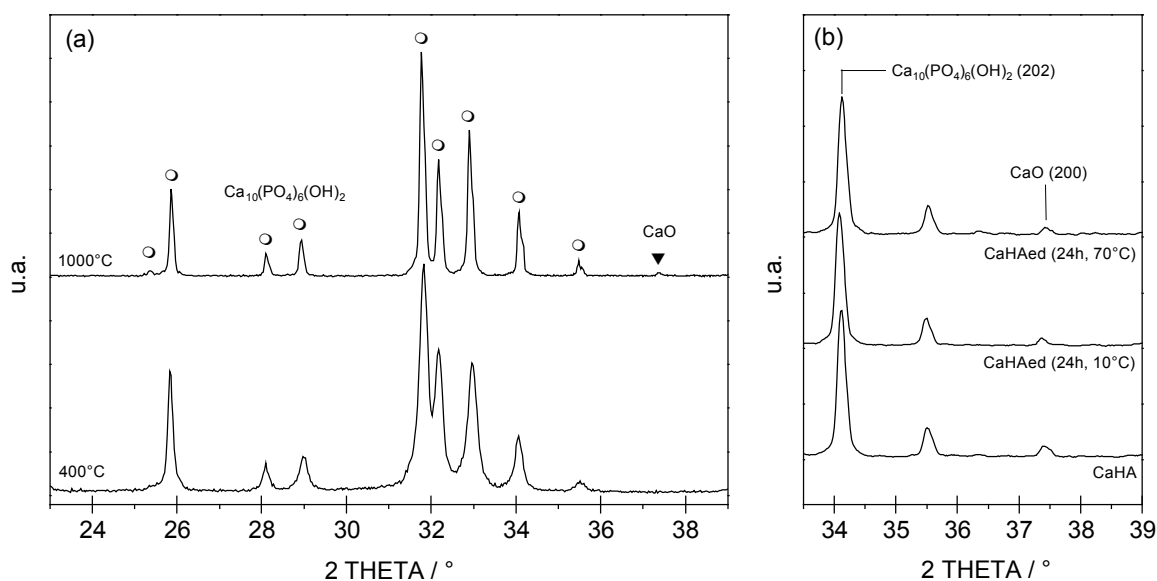 (a)
Ca10(PO4)6(OH)2
CaO
1000°C
400°C
u.a.
24 26 28 30 32 34 36 38
2 THETA / °
(b)
Ca10(PO4)6(OH)2 (202)
CaO (200)
CaHAed (24h, 70°C)
CaHAed (24h, 10°C)
CaHA
u.a.
34 35 36 37 38 39
2 THETA / °